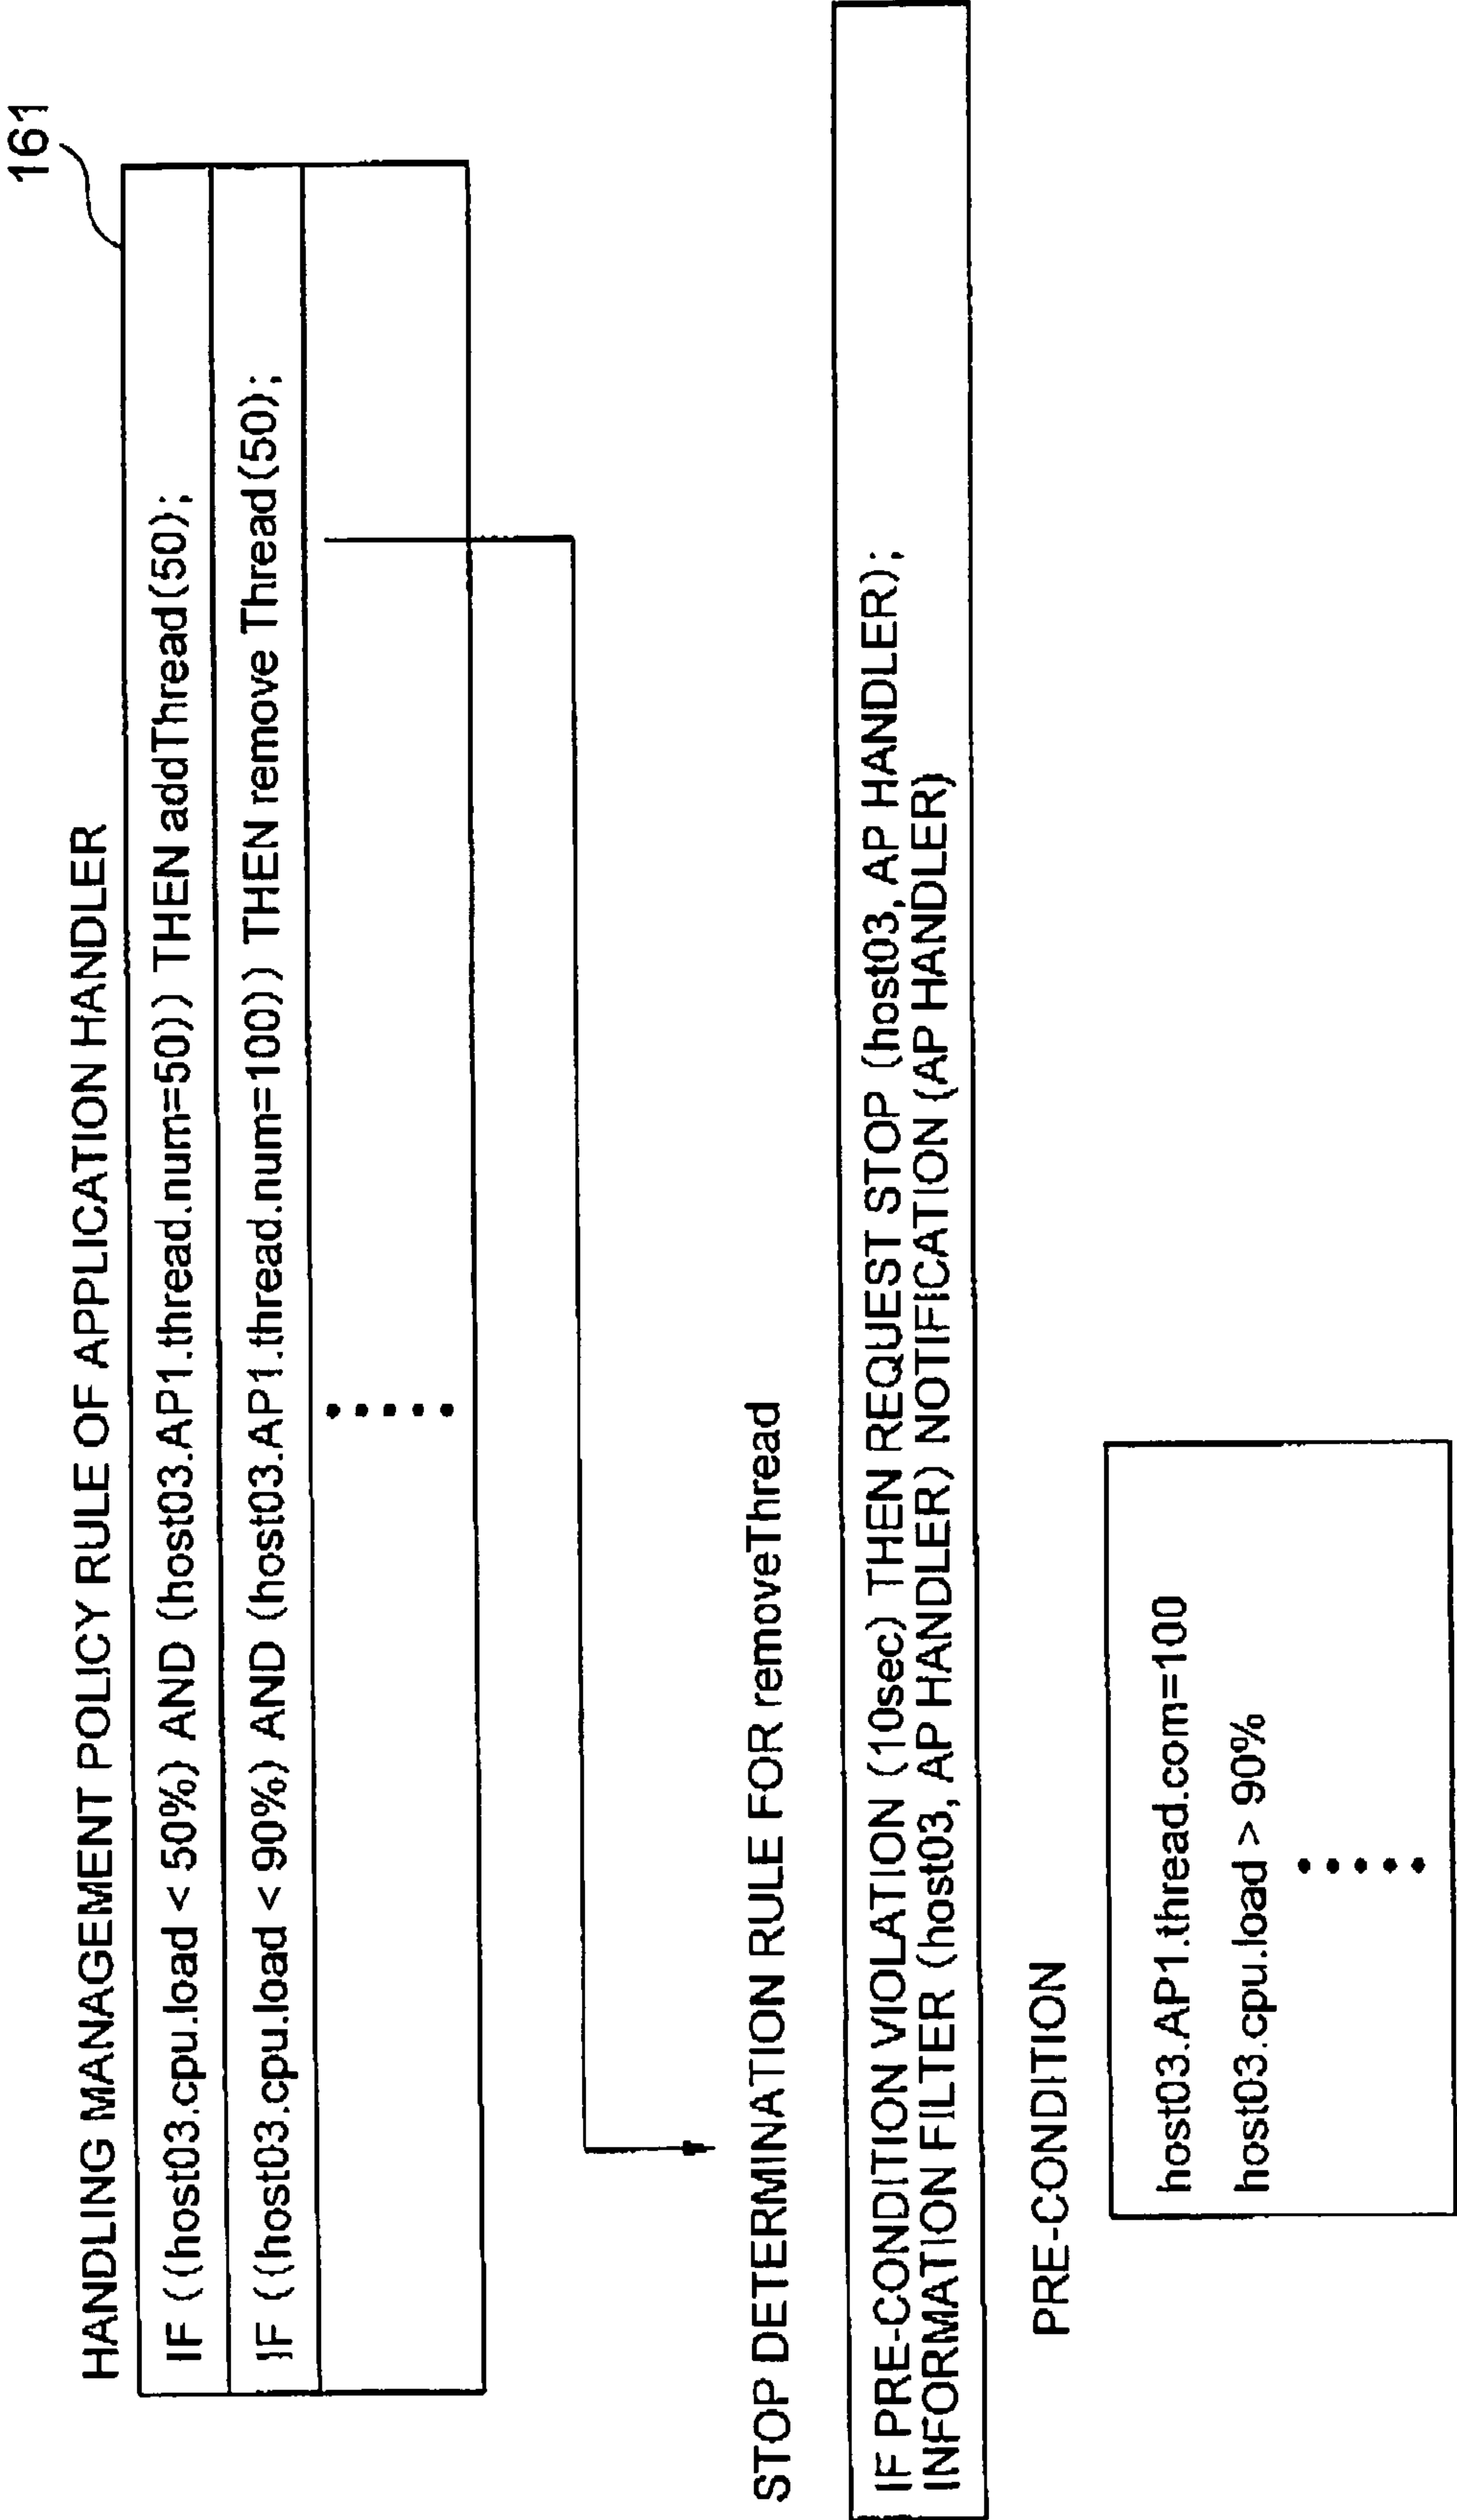 161
HANDLING MANAGEMENT POLICY RULE OF APPLICATION HANDLER
IF ((host03.cpu.load < 50%) AND (host03.AP1.thread.num=50)) THEN addThread(50);
IF ((host03.cpu.load < 90%) AND (host03.AP1.thread.num=100)) THEN remove Thread(50);
STOP DETERMINATION RULE FOR removeThread
IF PRE-CONDITION VIOLATION (10sec) THEN REQUEST STOP (host03, AP HANDLER);
INFORMATION FILTER (host03, AP HANDLER) NOTIFICATION (AP HANDLER)
PRE-CONDITION
host03.AP1.thread.com=100
host03.cpu.load > 90%